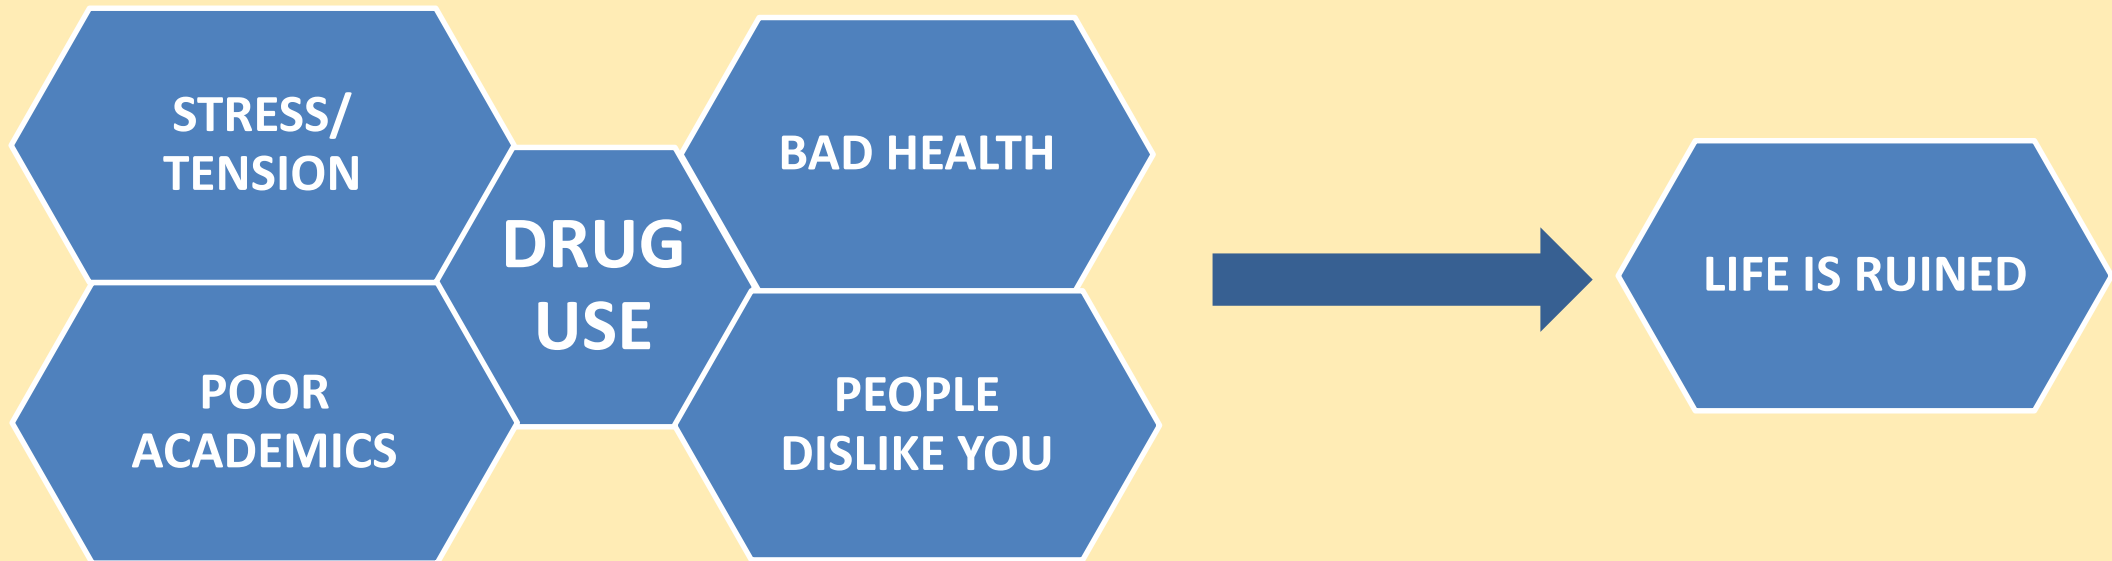 STRESS/
TENSION
BAD HEALTH
DRUG
USE
POOR
ACADEMICS
PEOPLE
DISLIKE YOU
LIFE IS RUINED